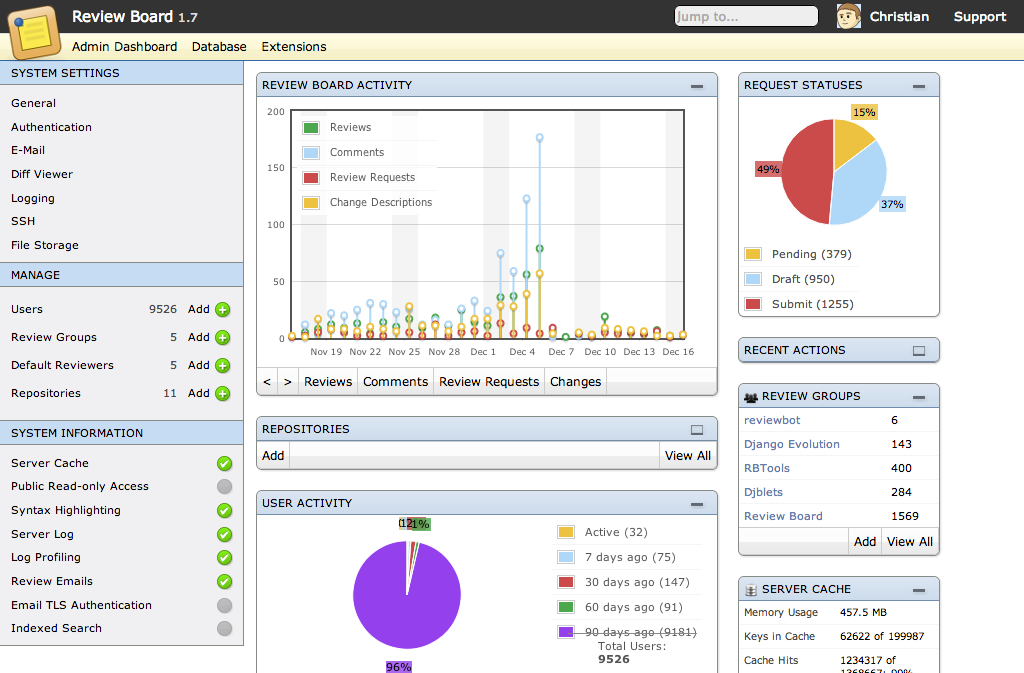 Review Board 1.7
Jump to...
Christian
Support
Admin Dashboard Database Extensions
SYSTEM SETTINGS
General
Authentication
E-Mail
Diff Viewer
Logging
SSH
File Storage
MANAGE
Users 9526 Add
Review Groups 5 Add
Default Reviewers 5 Add
Repositories 11 Add
SYSTEM INFORMATION
Server Cache
Public Read-only Access
Syntax Highlighting
Server Log
Log Profiling
Review Emails
Email TLS Authentication
Indexed Search
REVIEW BOARD ACTIVITY
200
150
100
50
0
Reviews
Comments
Review Requests
Change Descriptions
Nov 19 Nov 22 Nov 25 Nov 28 Dec 1 Dec 4 Dec 7 Dec 10 Dec 13 Dec 16
< > Reviews Comments Review Requests Changes
REPOSITORIES
Add View All
USER ACTIVITY
1%
96%
Active (32)
7 days ago (75)
30 days ago (147)
60 days ago (91)
90 days ago (9181)
Total Users:
9526
REQUEST STATUSES
15%
49%
37%
Pending (379)
Draft (950)
Submit (1255)
RECENT ACTIONS
REVIEW GROUPS
reviewbot 6
Django Evolution 143
RBTools 400
Djblets 284
Review Board 1569
Add View All
SERVER CACHE
Memory Usage 457.5 MB
Keys in Cache 62622 of 199987
Cache Hits 1234317 of